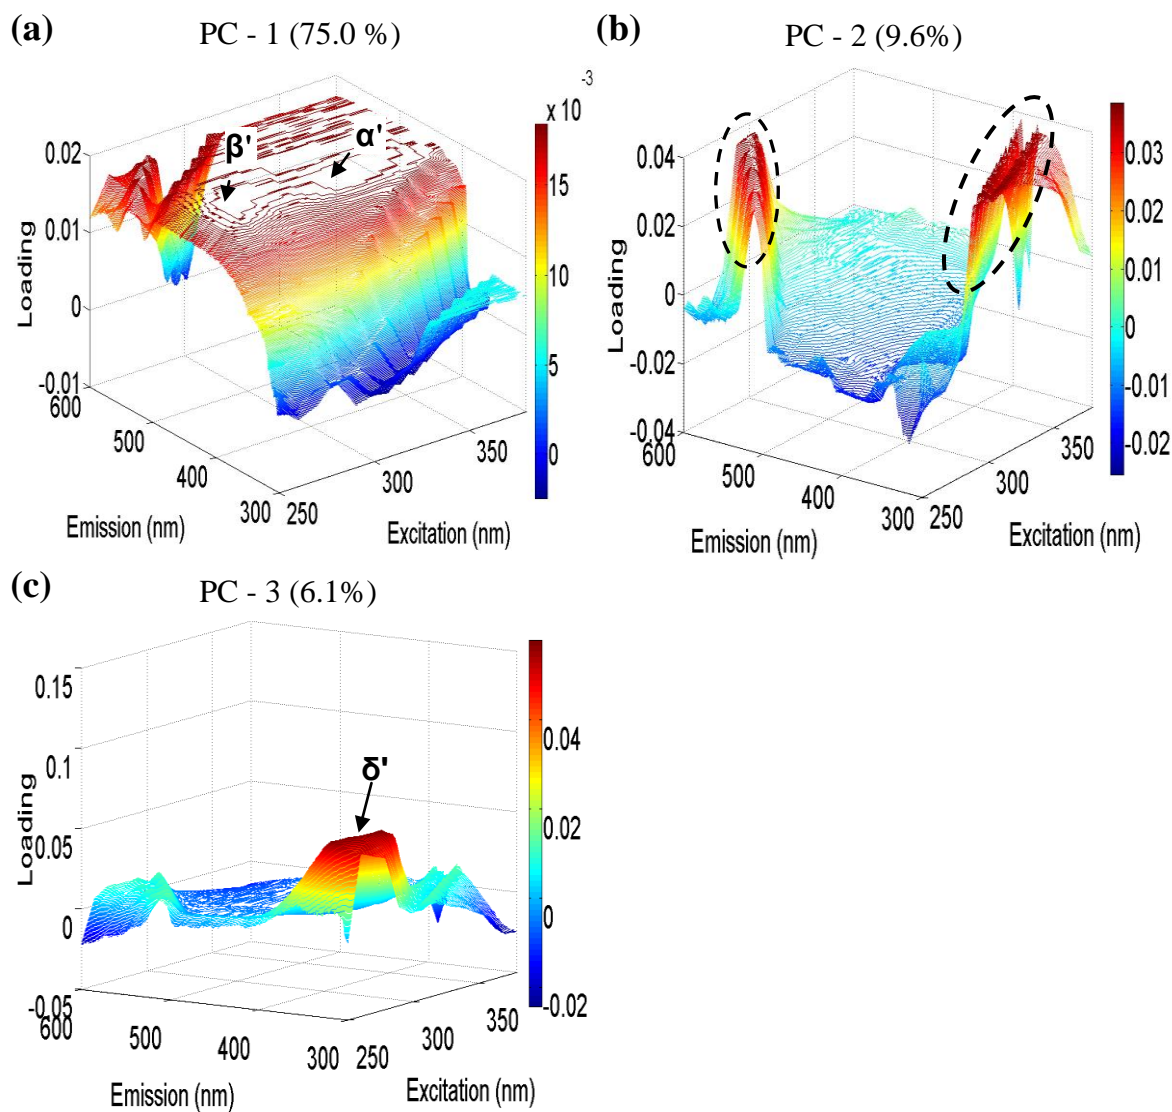 (a)
PC - 1 (75.0 %)
-3
x 10
0.02
0.01
0
-0.01
Loading
β'
α'
15
10
5
0
600
500
400
300
250
300
350
Emission (nm)
Excitation (nm)
(b)
PC - 2 (9.6%)
0.04
0.02
0
-0.02
-0.04
Loading
0.03
0.02
0.01
0
-0.01
-0.02
600
500
400
300
250
300
350
Emission (nm)
Excitation (nm)
(c)
PC - 3 (6.1%)
0.15
0.1
0.05
0
-0.05
Loading
δ'
0.04
0.02
0
-0.02
600
500
400
300
250
300
350
Emission (nm)
Excitation (nm)